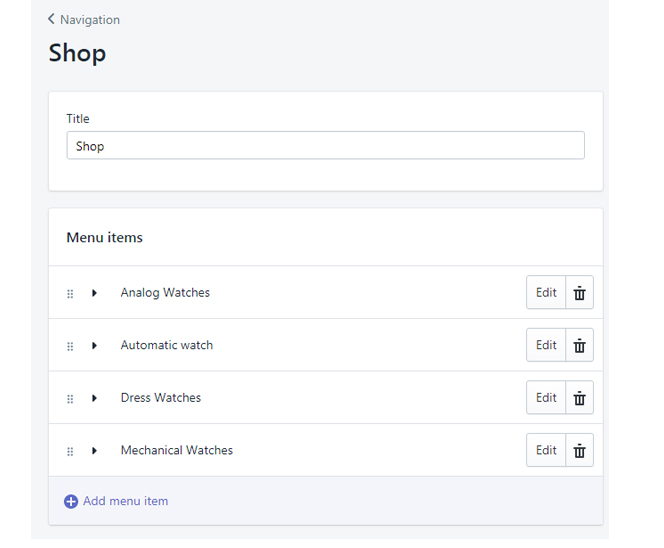 Navigation
Shop
Title
Shop
Menu items
Analog Watches Edit
Automatic watch Edit
Dress Watches Edit
Mechanical Watches Edit
Add menu item